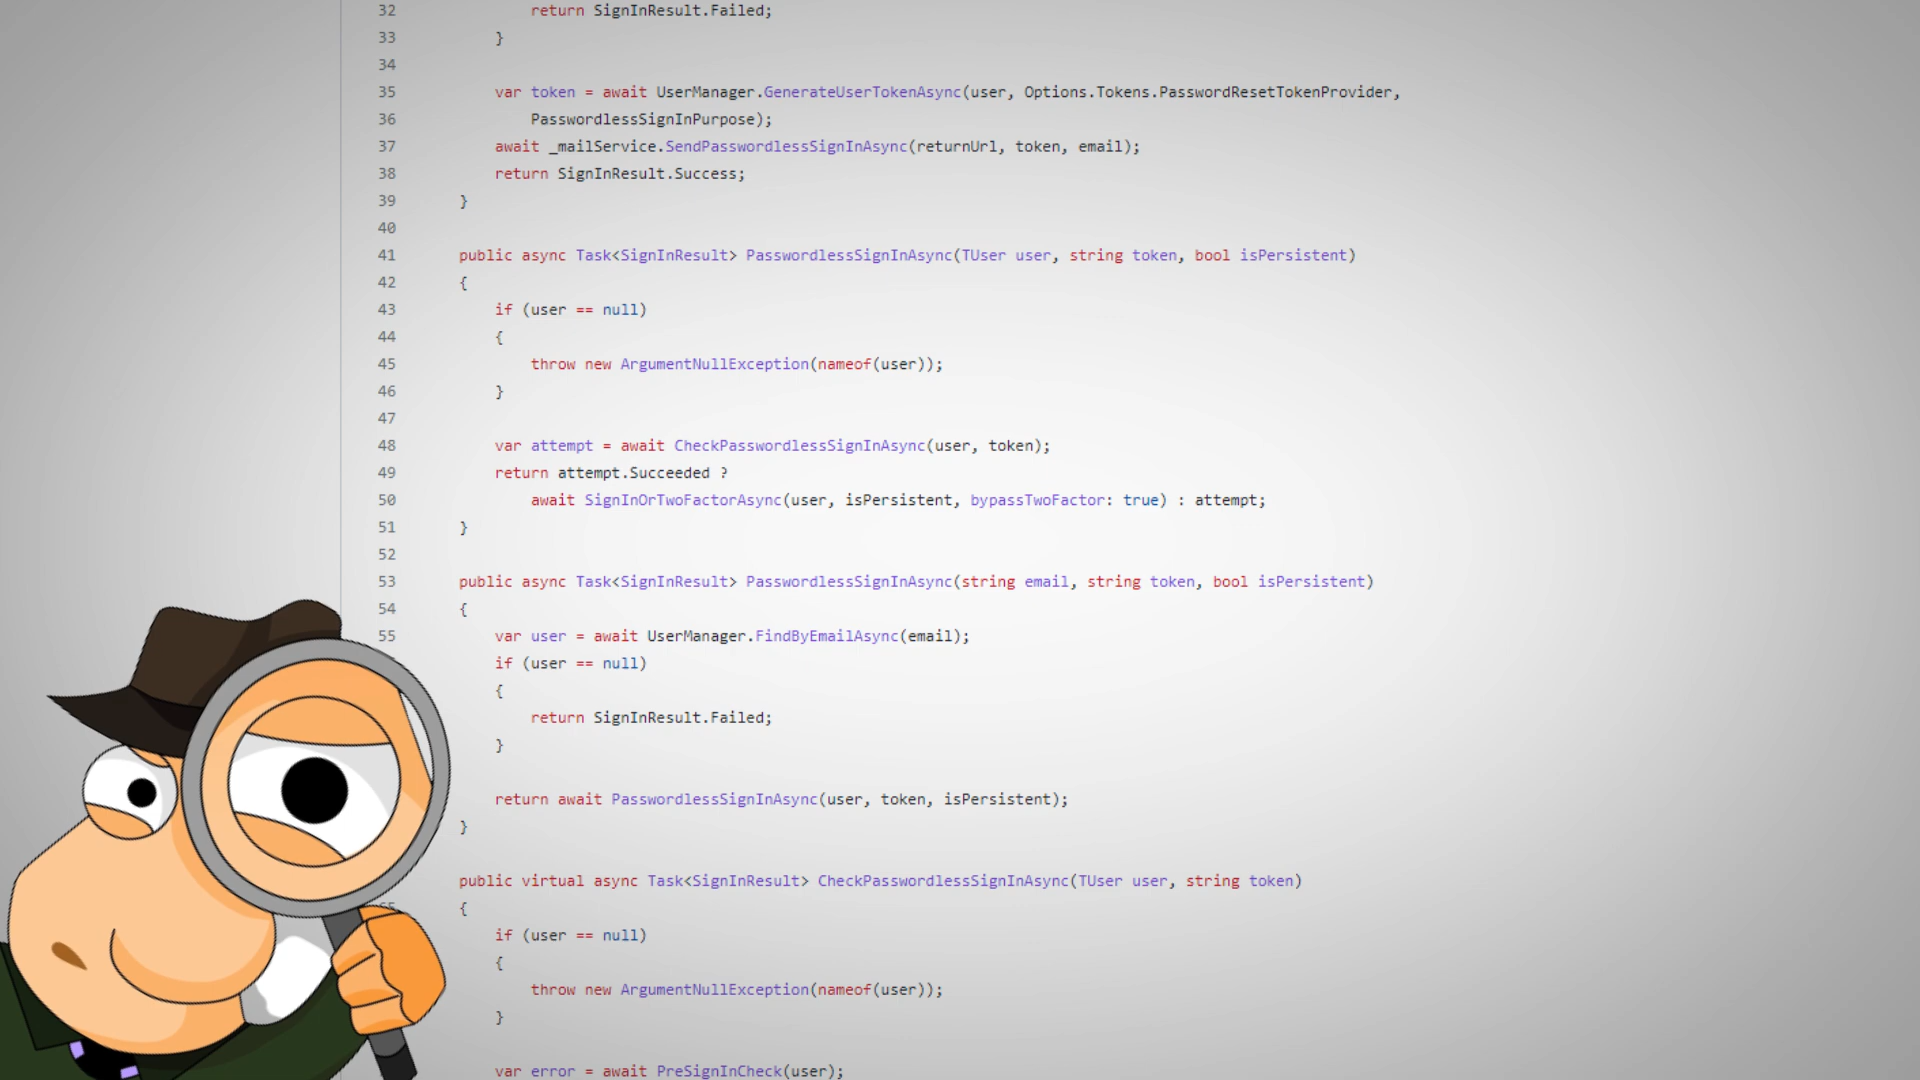 32 return SignInResult.Failed;
33 }
34
35 var token = await UserManager.GenerateUserTokenAsync(user, Options.Tokens.PasswordResetTokenProvider,
36 PasswordlessSignInPurpose);
37 await _mailService.SendPasswordlessSignInAsync(returnUrl, token, email);
38 return SignInResult.Success;
39 }
40
41 public async Task<SignInResult> PasswordlessSignInAsync(TUser user, string token, bool isPersistent)
42 {
43 if (user == null)
44 {
45 throw new ArgumentNullException(nameof(user));
46 }
47
48 var attempt = await CheckPasswordlessSignInAsync(user, token);
49 return attempt.Succeeded ?
50 await SignInOrTwoFactorAsync(user, isPersistent, bypassTwoFactor: true) : attempt;
51 }
52
53 public async Task<SignInResult> PasswordlessSignInAsync(string email, string token, bool isPersistent)
54 {
55 var user = await UserManager.FindByEmailAsync(email);
if (user == null)
{
return SignInResult.Failed;
}
return await PasswordlessSignInAsync(user, token, isPersistent);
}
public virtual async Task<SignInResult> CheckPasswordlessSignInAsync(TUser user, string token)
{
if (user == null)
{
throw new ArgumentNullException(nameof(user));
}
var error = await PreSignInCheck(user);